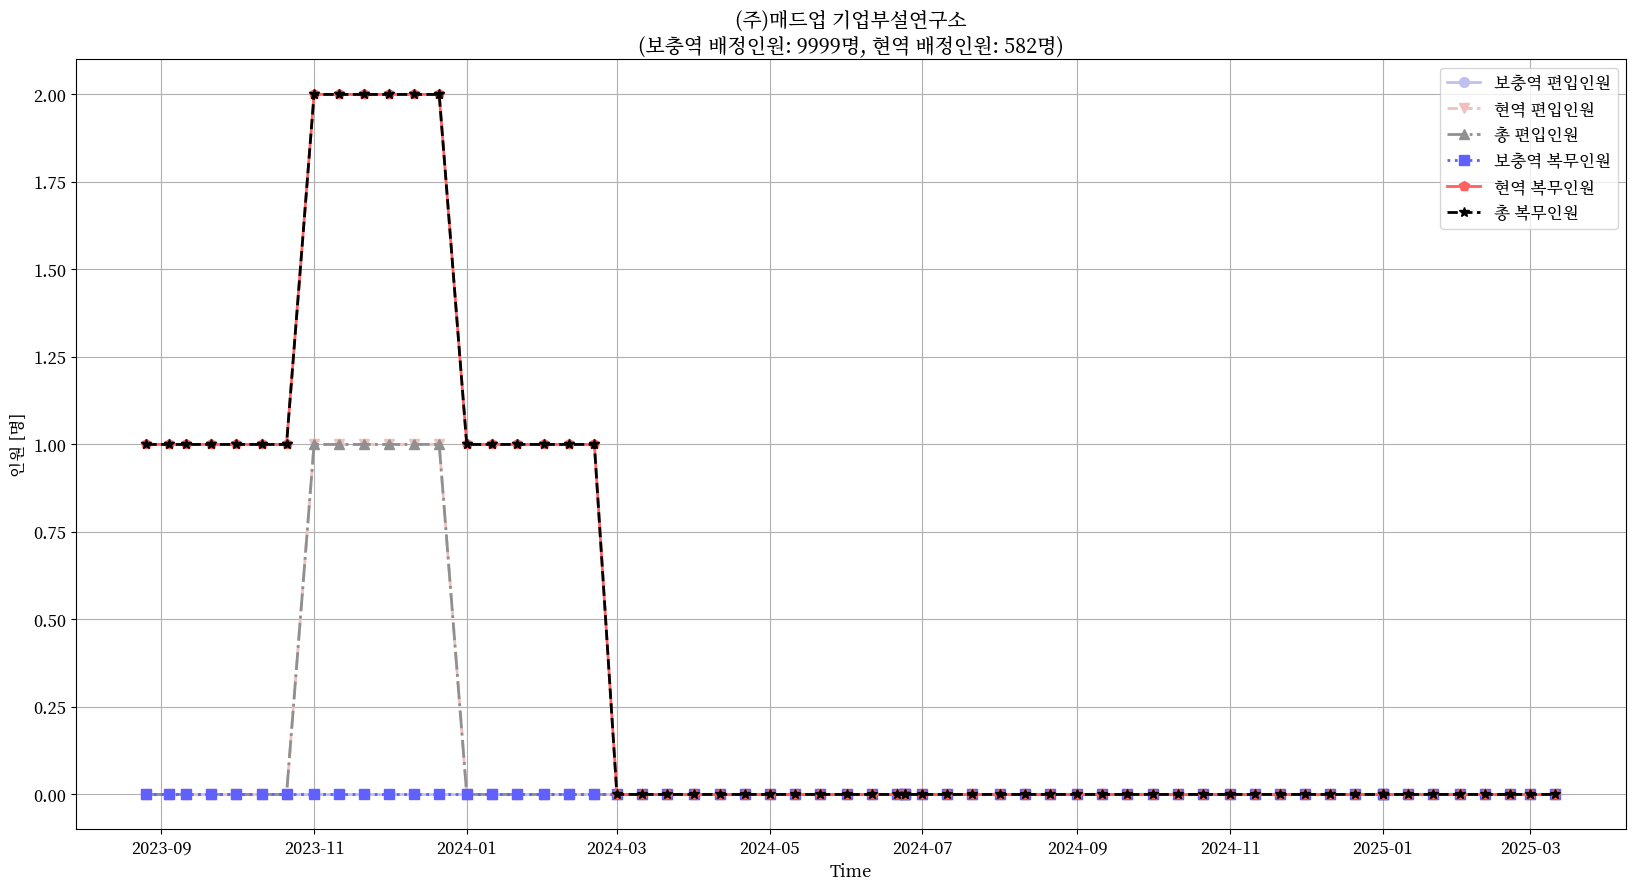 (주)매드업 기업부설연구소
(보충역 배정인원: 9999명, 현역 배정인원: 582명)
보충역 편입인원
현역 편입인원
총 편입인원
보충역 복무인원
현역 복무인원
총 복무인원
인원 [명]
2.00
1.75
1.50
1.25
1.00
0.75
0.50
0.25
0.00
2023-09 2023-11 2024-01 2024-03 2024-05 2024-07 2024-09 2024-11 2025-01 2025-03
Time